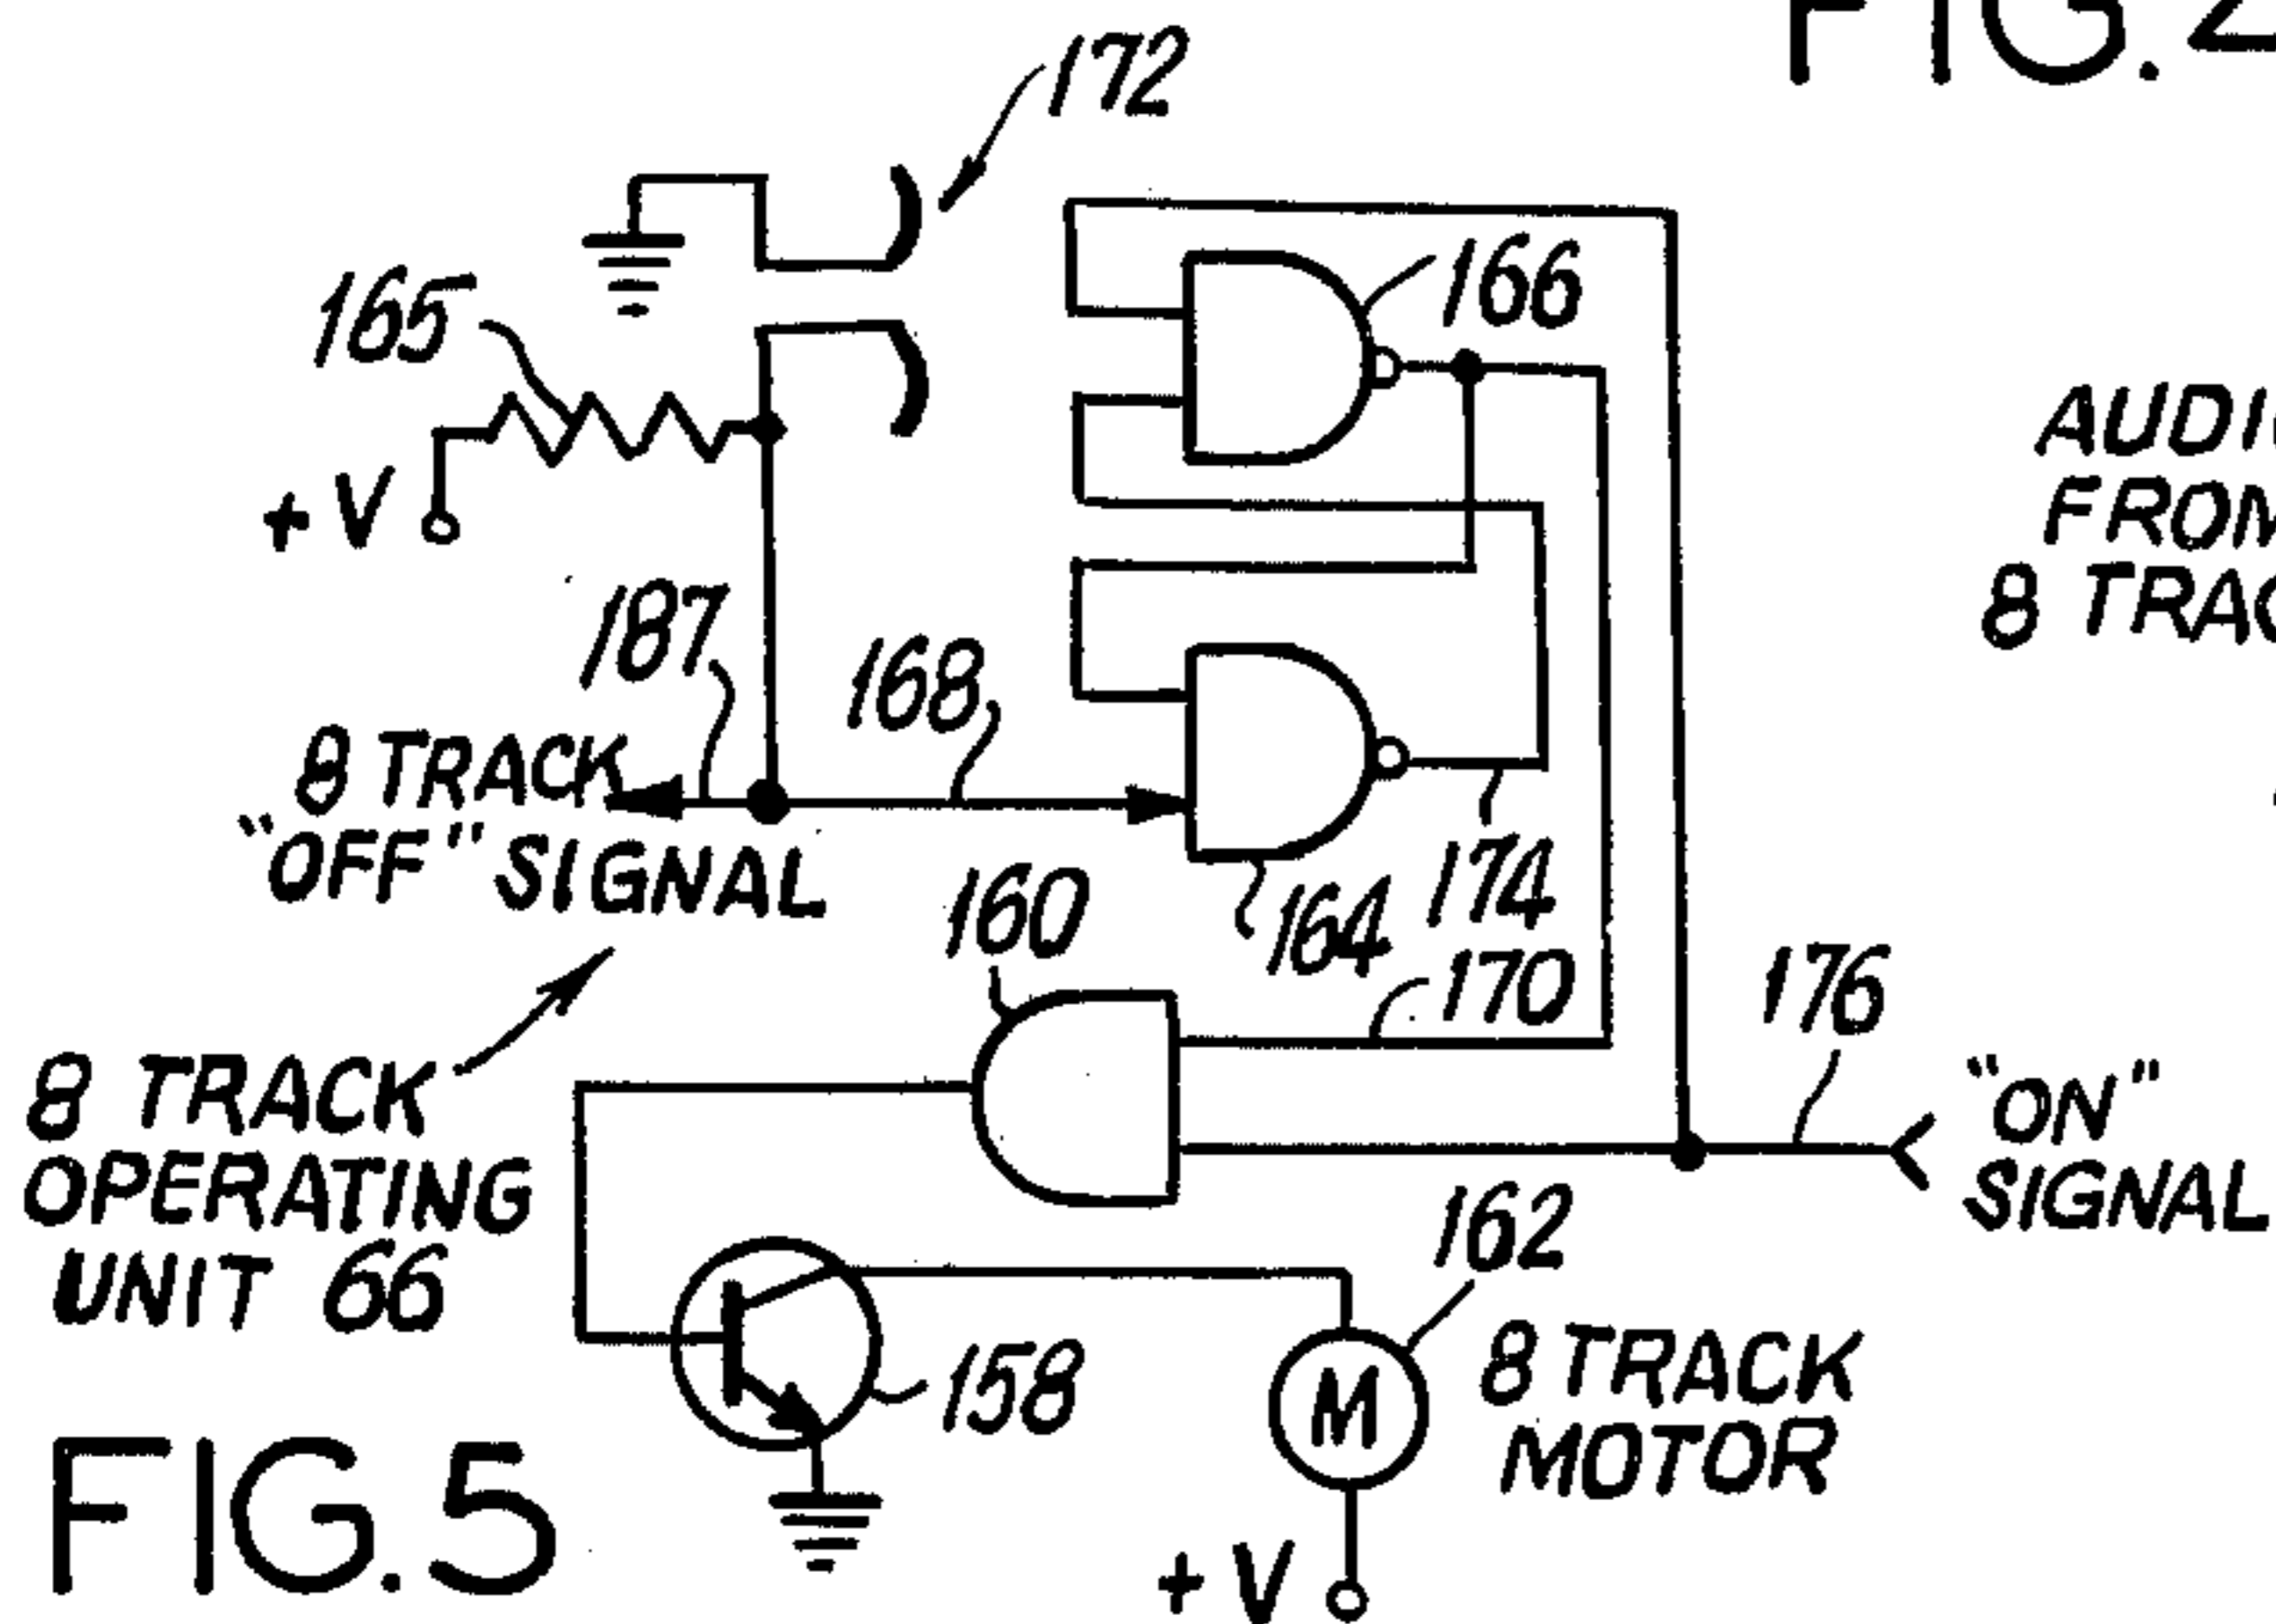 FIG. 2
172
166
165
+V
AUDI
FROM
8 TRAC
187
168
8 TRACK
"OFF" SIGNAL
160
164
174
170
176
"ON"
SIGNAL
8 TRACK
OPERATING
UNIT 66
162
158
M
8 TRACK
MOTOR
+V
FIG. 5